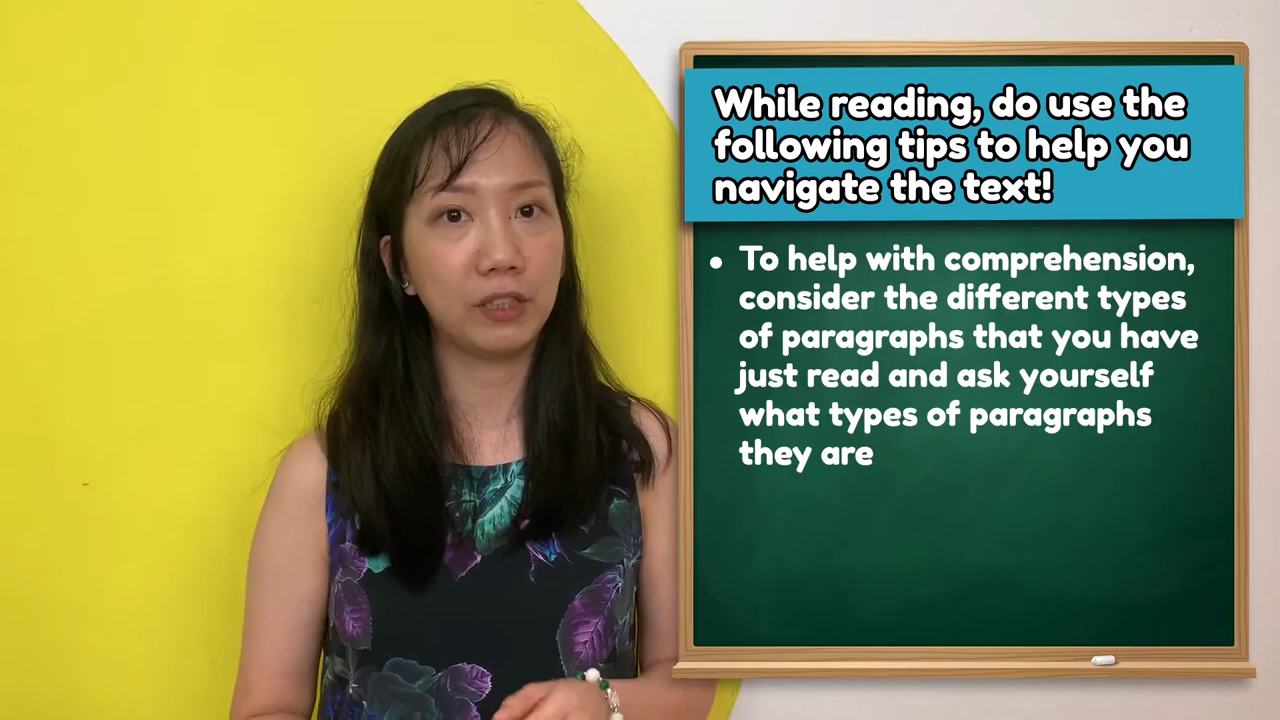 While reading, do use the
following tips to help you
navigate the text!
• To help with comprehension,
consider the different types
of paragraphs that you have
just read and ask yourself
what types of paragraphs
they are